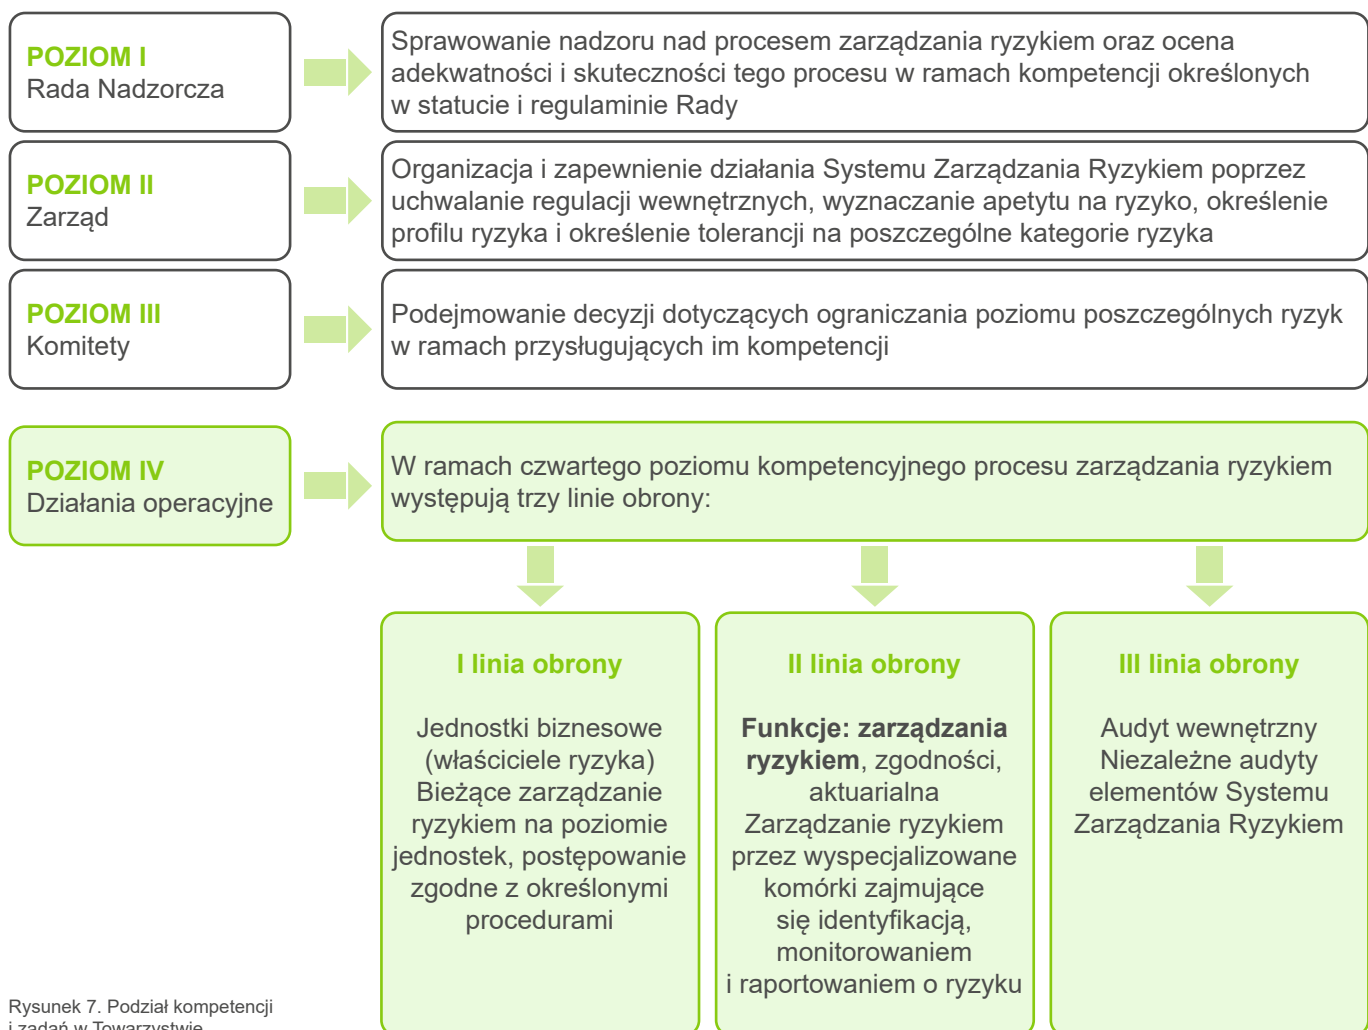 POZIOM I
Rada Nadzorcza
Sprawowanie nadzoru nad procesem zarządzania ryzykiem oraz ocena
adekwatności i skuteczności tego procesu w ramach kompetencji określonych
w statucie i regulaminie Rady
POZIOM II
Zarząd
Organizacja i zapewnienie działania Systemu Zarządzania Ryzykiem poprzez
uchwalanie regulacji wewnętrznych, wyznaczanie apetytu na ryzyko, określenie
profilu ryzyka i określenie tolerancji na poszczególne kategorie ryzyka
POZIOM III
Komitety
Podejmowanie decyzji dotyczących ograniczania poziomu poszczególnych ryzyk
w ramach przysługujących im kompetencji
POZIOM IV
Działania operacyjne
W ramach czwartego poziomu kompetencyjnego procesu zarządzania ryzykiem
występują trzy linie obrony:
I linia obrony
Jednostki biznesowe
(właściciele ryzyka)
Bieżące zarządzanie
ryzykiem na poziomie
jednostek, postępowanie
zgodne z określonymi
procedurami
II linia obrony
Funkcje: zarządzania
ryzykiem, zgodności,
aktuarialna
Zarządzanie ryzykiem
przez wyspecjalizowane
komórki zajmujące
się identyfikacją,
monitorowaniem
i raportowaniem o ryzyku
III linia obrony
Audyt wewnętrzny
Niezależne audyty
elementów Systemu
Zarządzania Ryzykiem
Rysunek 7. Podział kompetencji
i zadań w Towarzystwie